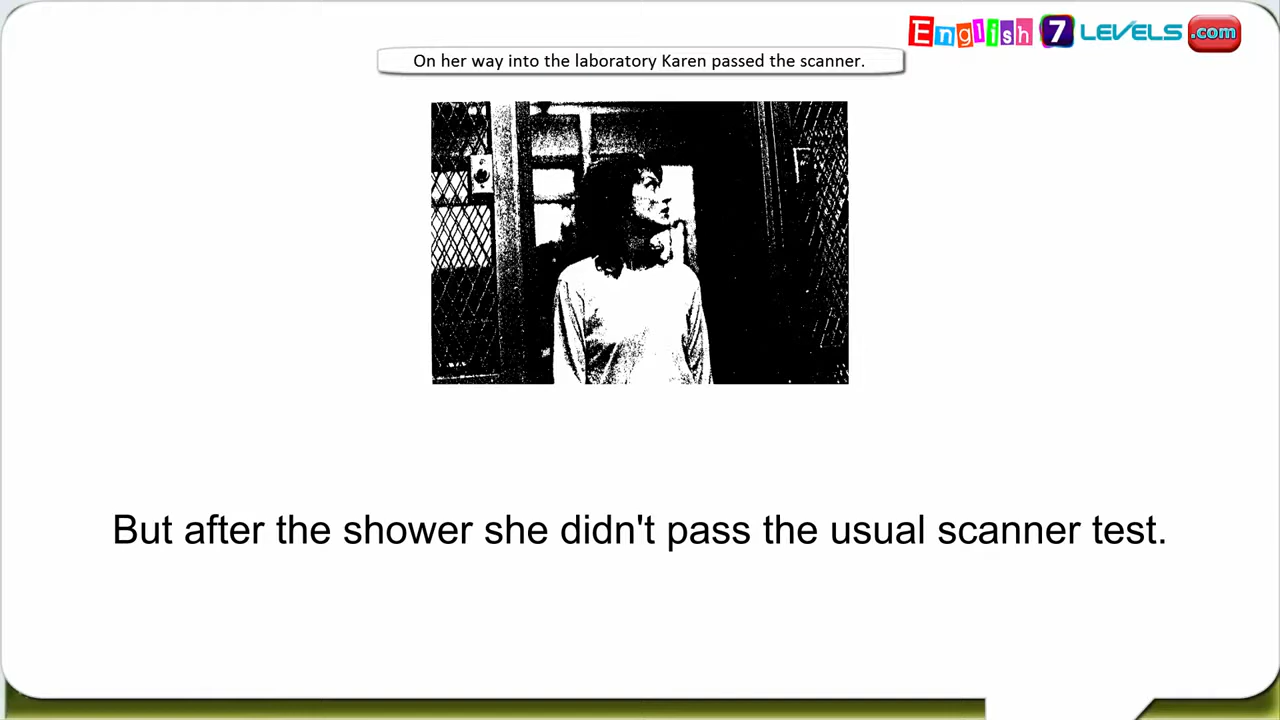 English 7 LEVELS .com
On her way into the laboratory Karen passed the scanner.
But after the shower she didn't pass the usual scanner test.